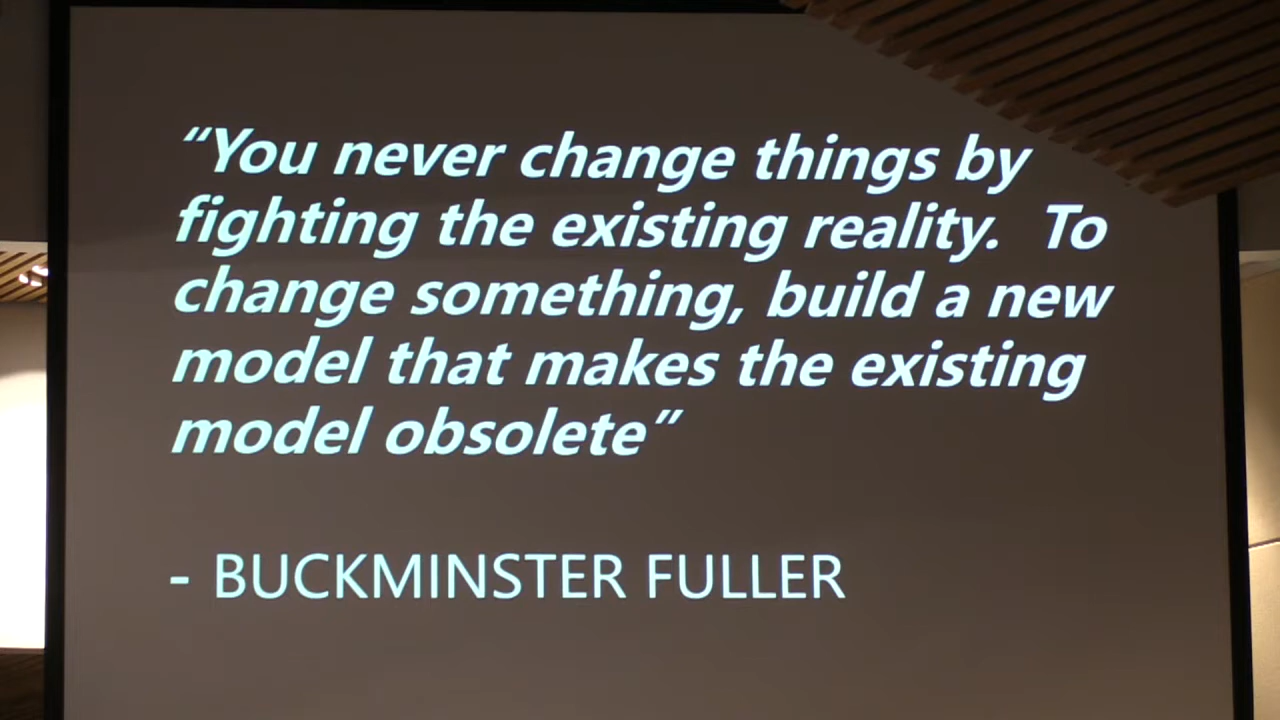 “You never change things by
fighting the existing reality.  To
change something, build a new
model that makes the existing
model obsolete”
- BUCKMINSTER FULLER